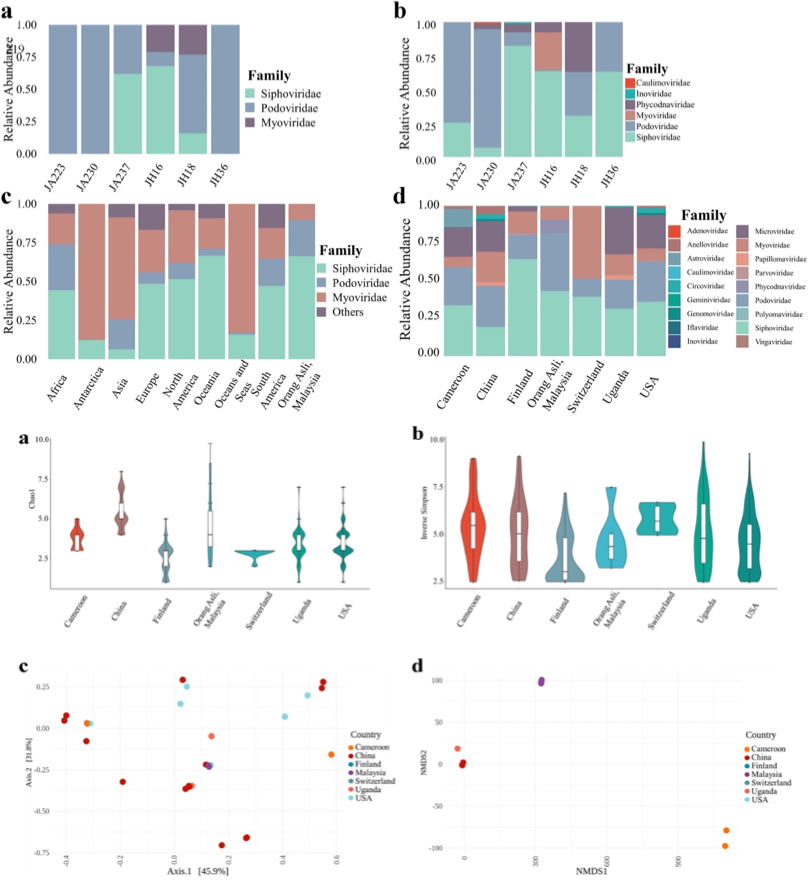 a
1.00
19
0.75
0.50
0.25
0.00
Relative Abundance
JA223
JA230
JA237
JH16
JH18
JH36
Family
Siphoviridae
Podoviridae
Myoviridae
b
1.00
0.75
0.50
0.25
0.00
Relative Abundance
JA223
JA230
JA237
JH16
JH18
JH36
Family
Caulimoviridae
Inoviridae
Phycodnaviridae
Myoviridae
Podoviridae
Siphoviridae
c
1.00
0.75
0.50
0.25
0.00
Relative Abundance
Africa
Antarctica
Asia
Europe
North
America
Oceania
Oceans and
Seas
South
America
Orang Asli,
Malaysia
Family
Siphoviridae
Podoviridae
Myoviridae
Others
d
1.00
0.75
0.50
0.25
0.00
Relative Abundance
Cameroon
China
Finland
Orang Asli,
Malaysia
Switzerland
Uganda
USA
Family
Adenoviridae
Anelloviridae
Astroviridae
Caulimoviridae
Circoviridae
Geminiviridae
Genomoviridae
Iflaviridae
Inoviridae
Microviridae
Myoviridae
Papillomaviridae
Parvoviridae
Phycodnaviridae
Podoviridae
Polyomaviridae
Siphoviridae
Virgaviridae
a
10.0
7.5
5.0
2.5
Chao1
Cameroon
China
Finland
Orang Asli,
Malaysia
Switzerland
Uganda
USA
b
10.0
7.5
5.0
2.5
Inverse Simpson
Cameroon
China
Finland
Orang Asli,
Malaysia
Switzerland
Uganda
USA
c
0.25
0.00
-0.25
-0.50
-0.75
Axis.2 [31.8%]
-0.4
-0.2
0.0
0.2
0.4
0.6
Axis.1 [45.9%]
Country
Cameroon
China
Finland
Malaysia
Switzerland
Uganda
USA
d
100
50
0
-50
-100
NMDS2
0
300
600
900
NMDS1
Country
Cameroon
China
Finland
Malaysia
Switzerland
Uganda
USA